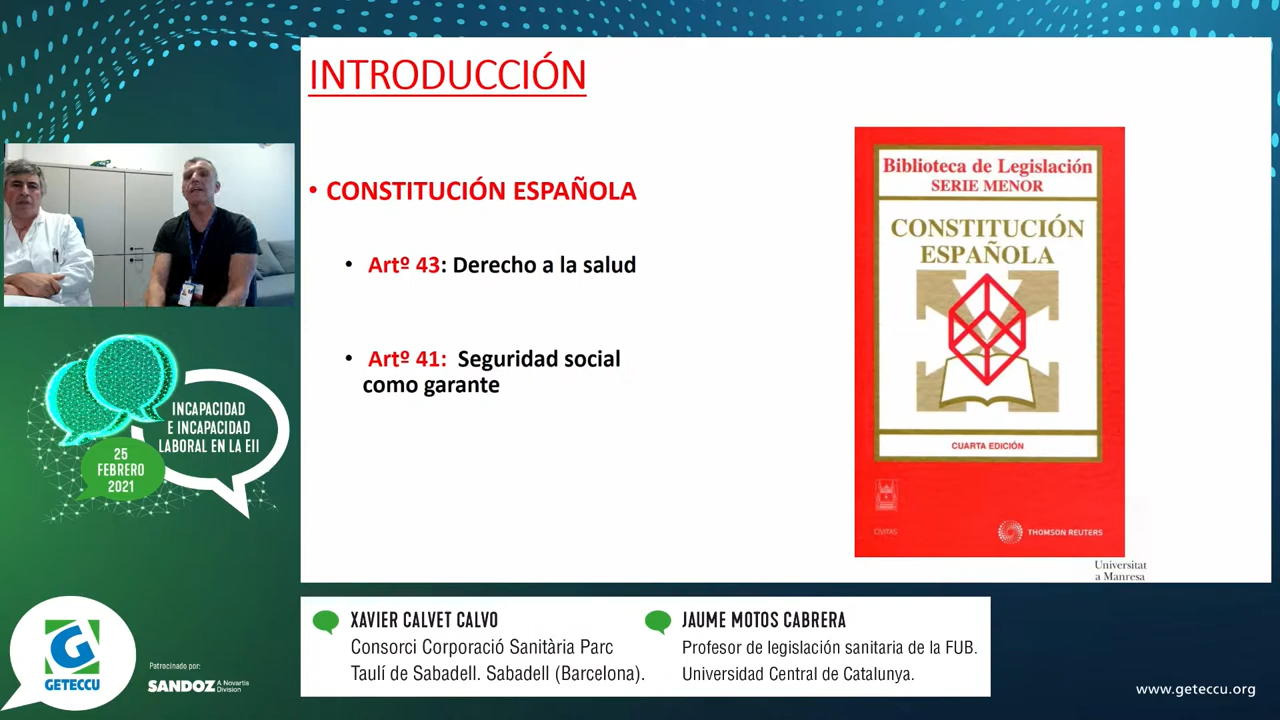 INTRODUCCIÓN
• CONSTITUCIÓN ESPAÑOLA
• Artº 43: Derecho a la salud
• Artº 41: Seguridad social
como garante
Biblioteca de Legislación
SERIE MENOR
CONSTITUCIÓN
ESPAÑOLA
CUARTA EDICIÓN
CIVITAS
THOMSON REUTERS
Universitat
a Manresa
INCAPACIDAD
E INCAPACIDAD
LABORAL EN LA EII
25
FEBRERO
2021
XAVIER CALVET CALVO
Consorci Corporació Sanitària Parc
Taulí de Sabadell. Sabadell (Barcelona).
JAUME MOTOS CABRERA
Profesor de legislación sanitaria de la FUB.
Universidad Central de Catalunya.
G
GETECCU
Patrocinado por:
SANDOZ A Novartis
Division
www.geteccu.org